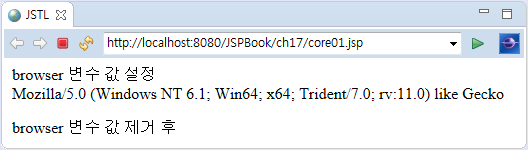 JSTL
http://localhost:8080/JSPBook/ch17/core01.jsp
browser 변수 값 설정
Mozilla/5.0 (Windows NT 6.1; Win64; x64; Trident/7.0; rv:11.0) like Gecko
browser 변수 값 제거 후